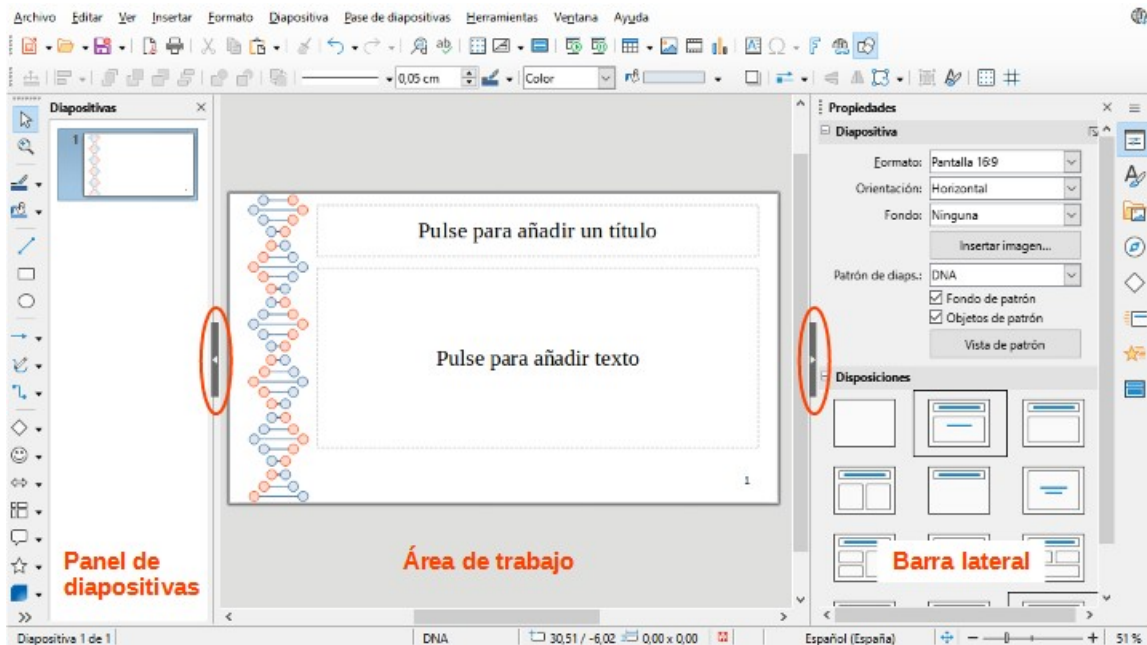 Archivo Editar Ver Insertar Formato Diapositiva Pase de diapositivas Herramientas Ventana Ayuda
0,05 cm Color
Diapositivas
1
Pulse para añadir un título
Pulse para añadir texto
1
Panel de
diapositivas
Área de trabajo
Propiedades
Diapositiva
Formato: Pantalla 16:9
Orientación: Horizontal
Fondo: Ninguna
Insertar imagen...
Patrón de diaps.: DNA
Fondo de patrón
Objetos de patrón
Vista de patrón
Disposiciones
Barra lateral
Diapositiva 1 de 1 DNA 30,51 / -6,02 0,00 x 0,00 Español (España) 51 %